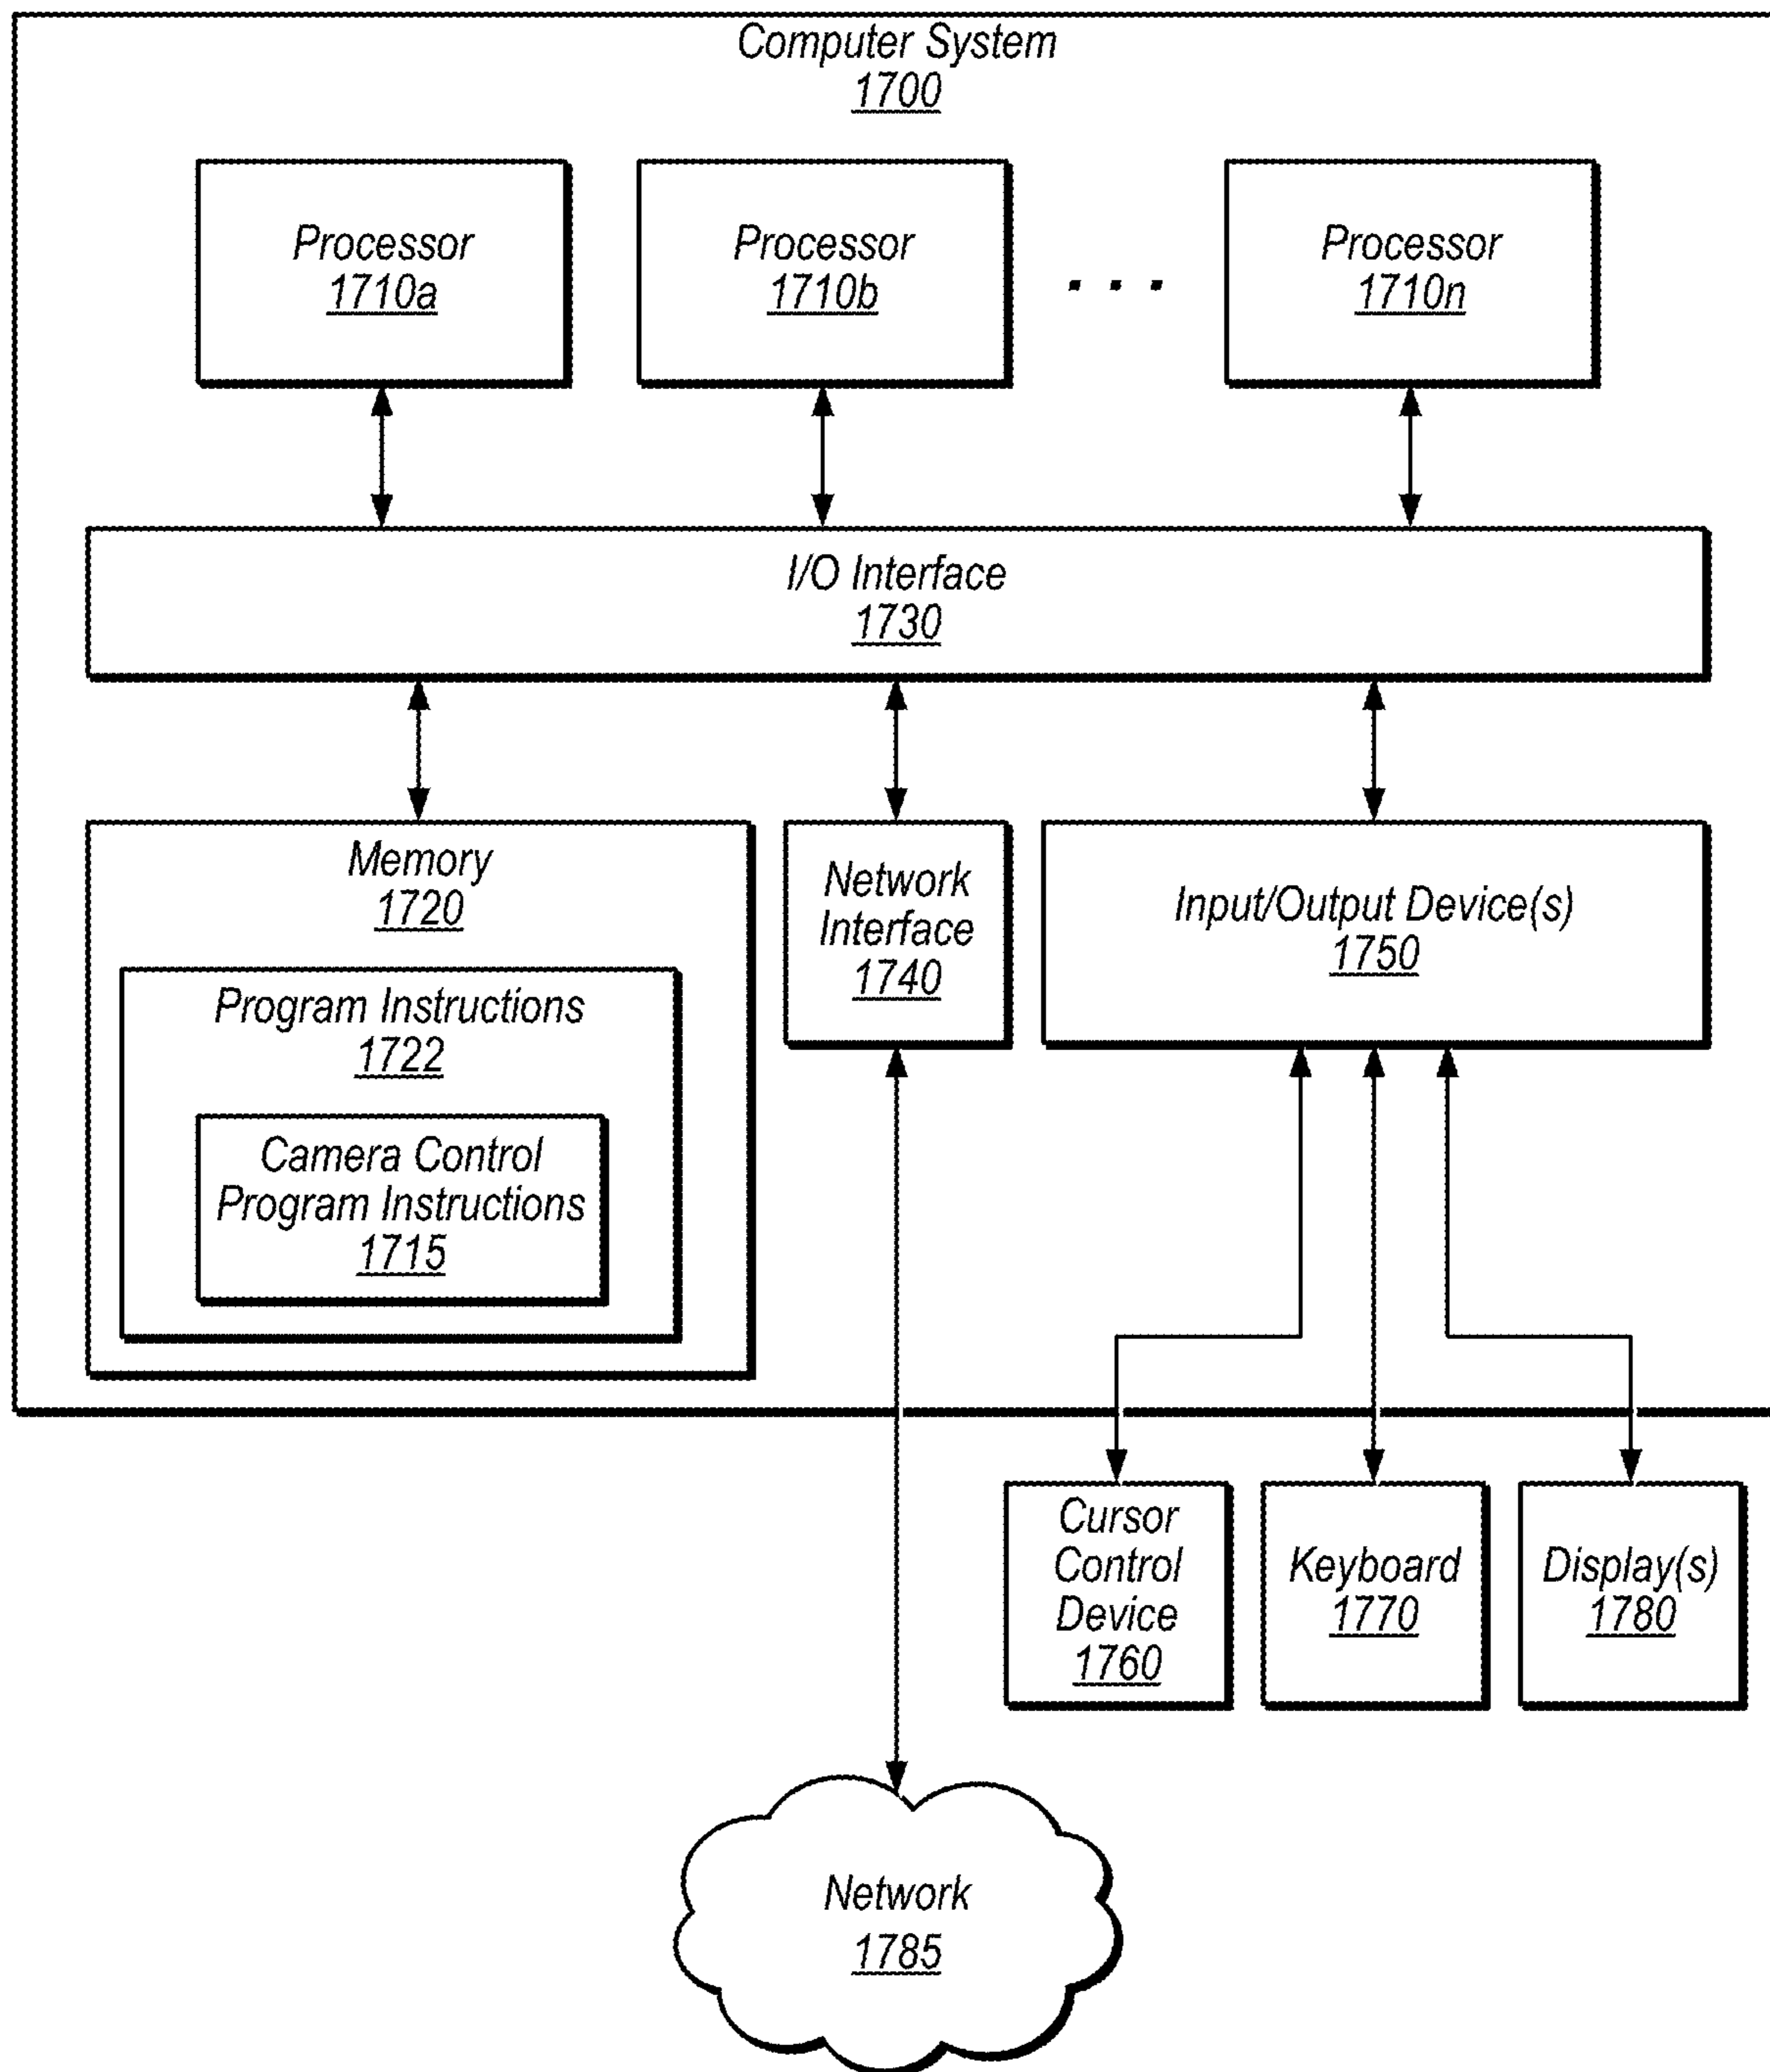 Computer System
1700
Processor
1710a
Processor
1710b
. . .
Processor
1710n
I/O Interface
1730
Memory
1720
Program Instructions
1722
Camera Control
Program Instructions
1715
Network
Interface
1740
Input/Output Device(s)
1750
Cursor
Control
Device
1760
Keyboard
1770
Display(s)
1780
Network
1785